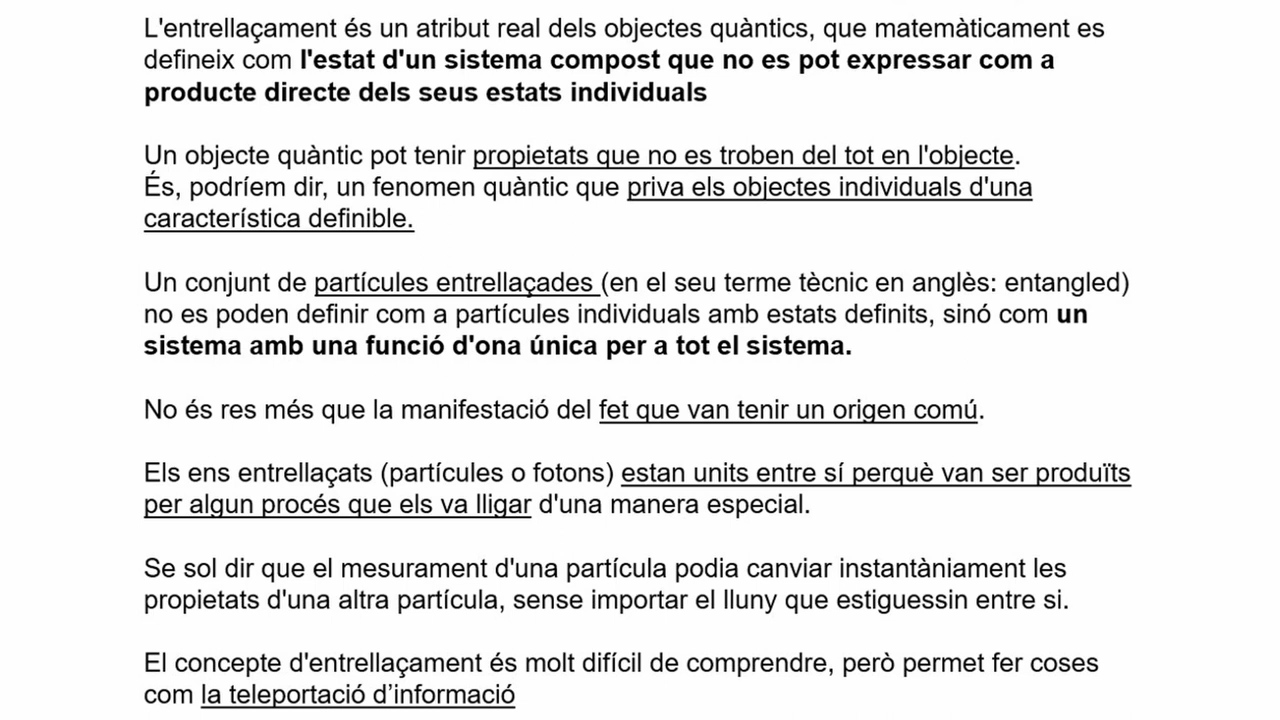 L'entrellaçament és un atribut real dels objectes quàntics, que matemàticament es
defineix com l'estat d'un sistema compost que no es pot expressar com a
producte directe dels seus estats individuals
Un objecte quàntic pot tenir propietats que no es troben del tot en l'objecte.
És, podríem dir, un fenomen quàntic que priva els objectes individuals d'una
característica definible.
Un conjunt de partícules entrellaçades (en el seu terme tècnic en anglès: entangled)
no es poden definir com a partícules individuals amb estats definits, sinó com un
sistema amb una funció d'ona única per a tot el sistema.
No és res més que la manifestació del fet que van tenir un origen comú.
Els ens entrellaçats (partícules o fotons) estan units entre sí perquè van ser produïts
per algun procés que els va lligar d'una manera especial.
Se sol dir que el mesurament d'una partícula podia canviar instantàniament les
propietats d'una altra partícula, sense importar el lluny que estiguessin entre si.
El concepte d'entrellaçament és molt difícil de comprendre, però permet fer coses
com la teleportació d’informació